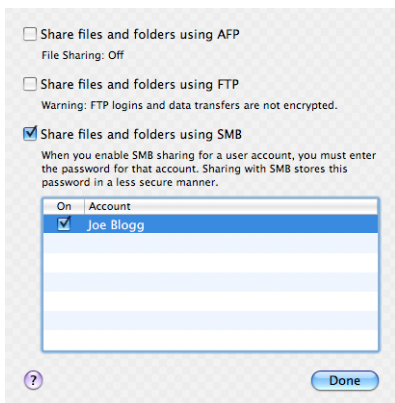 Share files and folders using AFP
File Sharing: Off
Share files and folders using FTP
Warning: FTP logins and data transfers are not encrypted.
Share files and folders using SMB
When you enable SMB sharing for a user account, you must enter
the password for that account. Sharing with SMB stores this
password in a less secure manner.
On Account
Joe Blogg
? Done